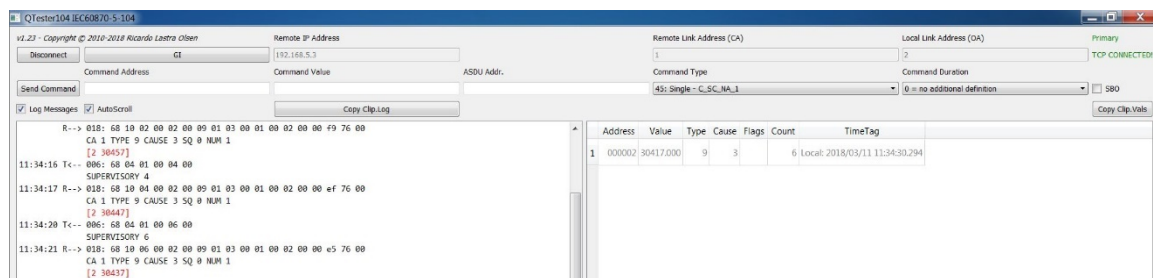 QTester104 IEC60870-5-104
v1.23 - Copyright © 2010-2018 Ricardo Lastra Olsen
Remote IP Address
Remote Link Address (CA)
Local Link Address (OA)
Primary
Disconnect
GI
192.168.5.3
1
2
TCP CONNECTED!
Command Address
Command Value
ASDU Addr.
Command Type
Command Duration
Send Command
45: Single - C_SC_NA_1
0 = no additional definition
SBO
Log Messages
AutoScroll
Copy Clip.Log
Copy Clip.Vals
R--> 018: 68 10 02 00 02 00 09 01 03 00 01 00 02 00 00 f9 76 00
CA 1 TYPE 9 CAUSE 3 SQ 0 NUM 1
[2 30457]
11:34:16 T<-- 006: 68 04 01 00 04 00
SUPERVISORY 4
11:34:17 R--> 018: 68 10 04 00 02 00 09 01 03 00 01 00 02 00 00 ef 76 00
CA 1 TYPE 9 CAUSE 3 SQ 0 NUM 1
[2 30447]
11:34:20 T<-- 006: 68 04 01 00 06 00
SUPERVISORY 6
11:34:21 R--> 018: 68 10 06 00 02 00 09 01 03 00 01 00 02 00 00 e5 76 00
CA 1 TYPE 9 CAUSE 3 SQ 0 NUM 1
[2 30437]
Address Value Type Cause Flags Count TimeTag
1 000002 30417.000 9 3 6 Local: 2018/03/11 11:34:30.294